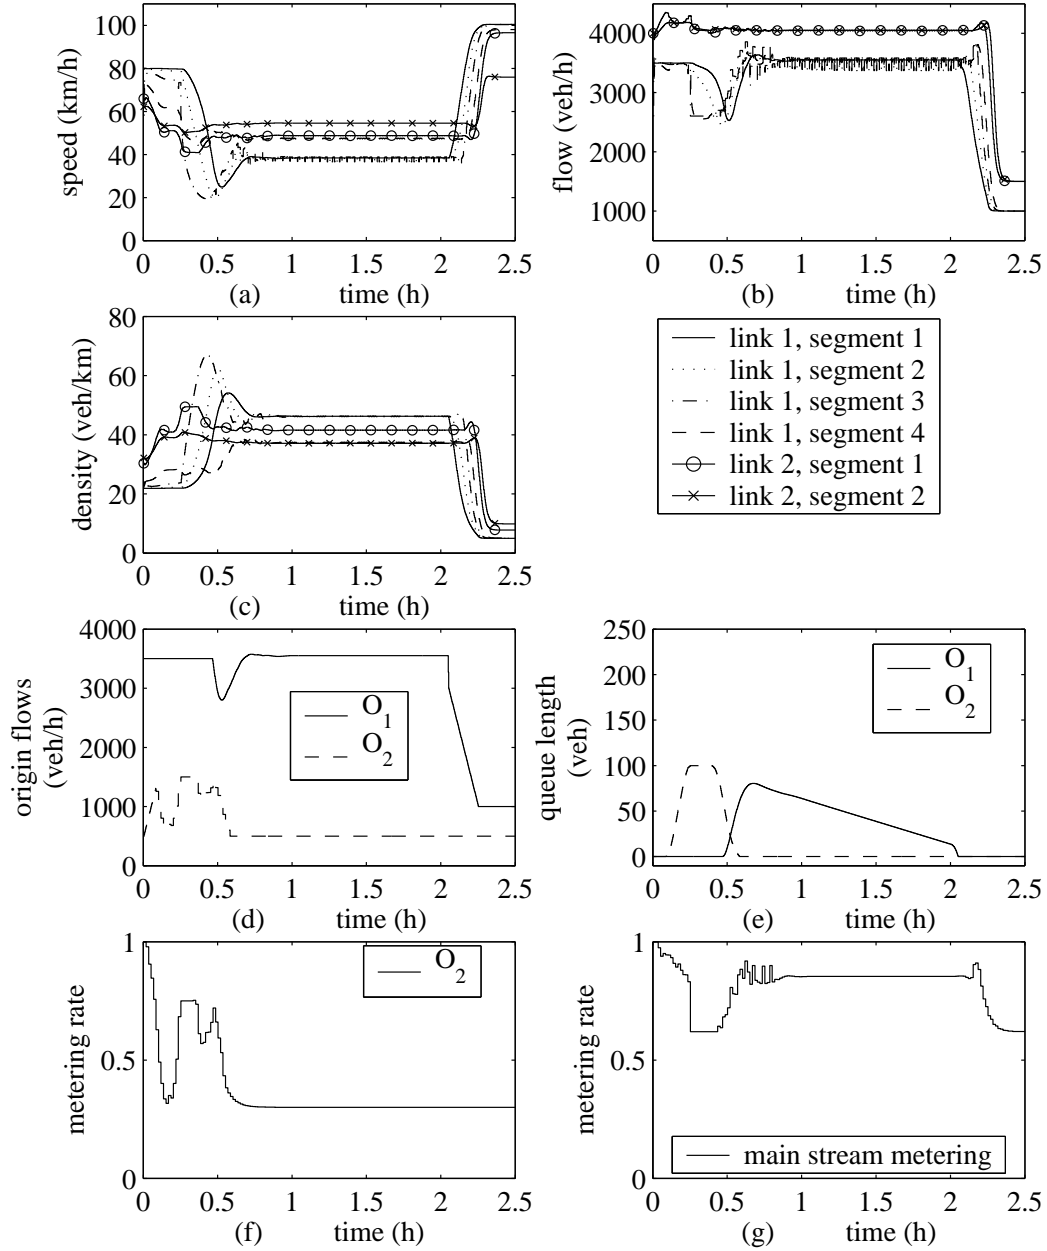 100
80
60
40
20
0
speed (km/h)
0 0.5 1 1.5 2 2.5
(a) time (h)
4000
3000
2000
1000
flow (veh/h)
0 0.5 1 1.5 2 2.5
(b) time (h)
80
60
40
20
0
density (veh/km)
0 0.5 1 1.5 2 2.5
(c) time (h)
link 1, segment 1
link 1, segment 2
link 1, segment 3
link 1, segment 4
link 2, segment 1
link 2, segment 2
4000
3000
2000
1000
0
origin flows
(veh/h)
O1
O2
0 0.5 1 1.5 2 2.5
(d) time (h)
250
200
150
100
50
0
queue length
(veh)
O1
O2
0 0.5 1 1.5 2 2.5
(e) time (h)
1
0.5
0
metering rate
O2
0 0.5 1 1.5 2 2.5
(f) time (h)
1
0.5
0
metering rate
main stream metering
0 0.5 1 1.5 2 2.5
(g) time (h)